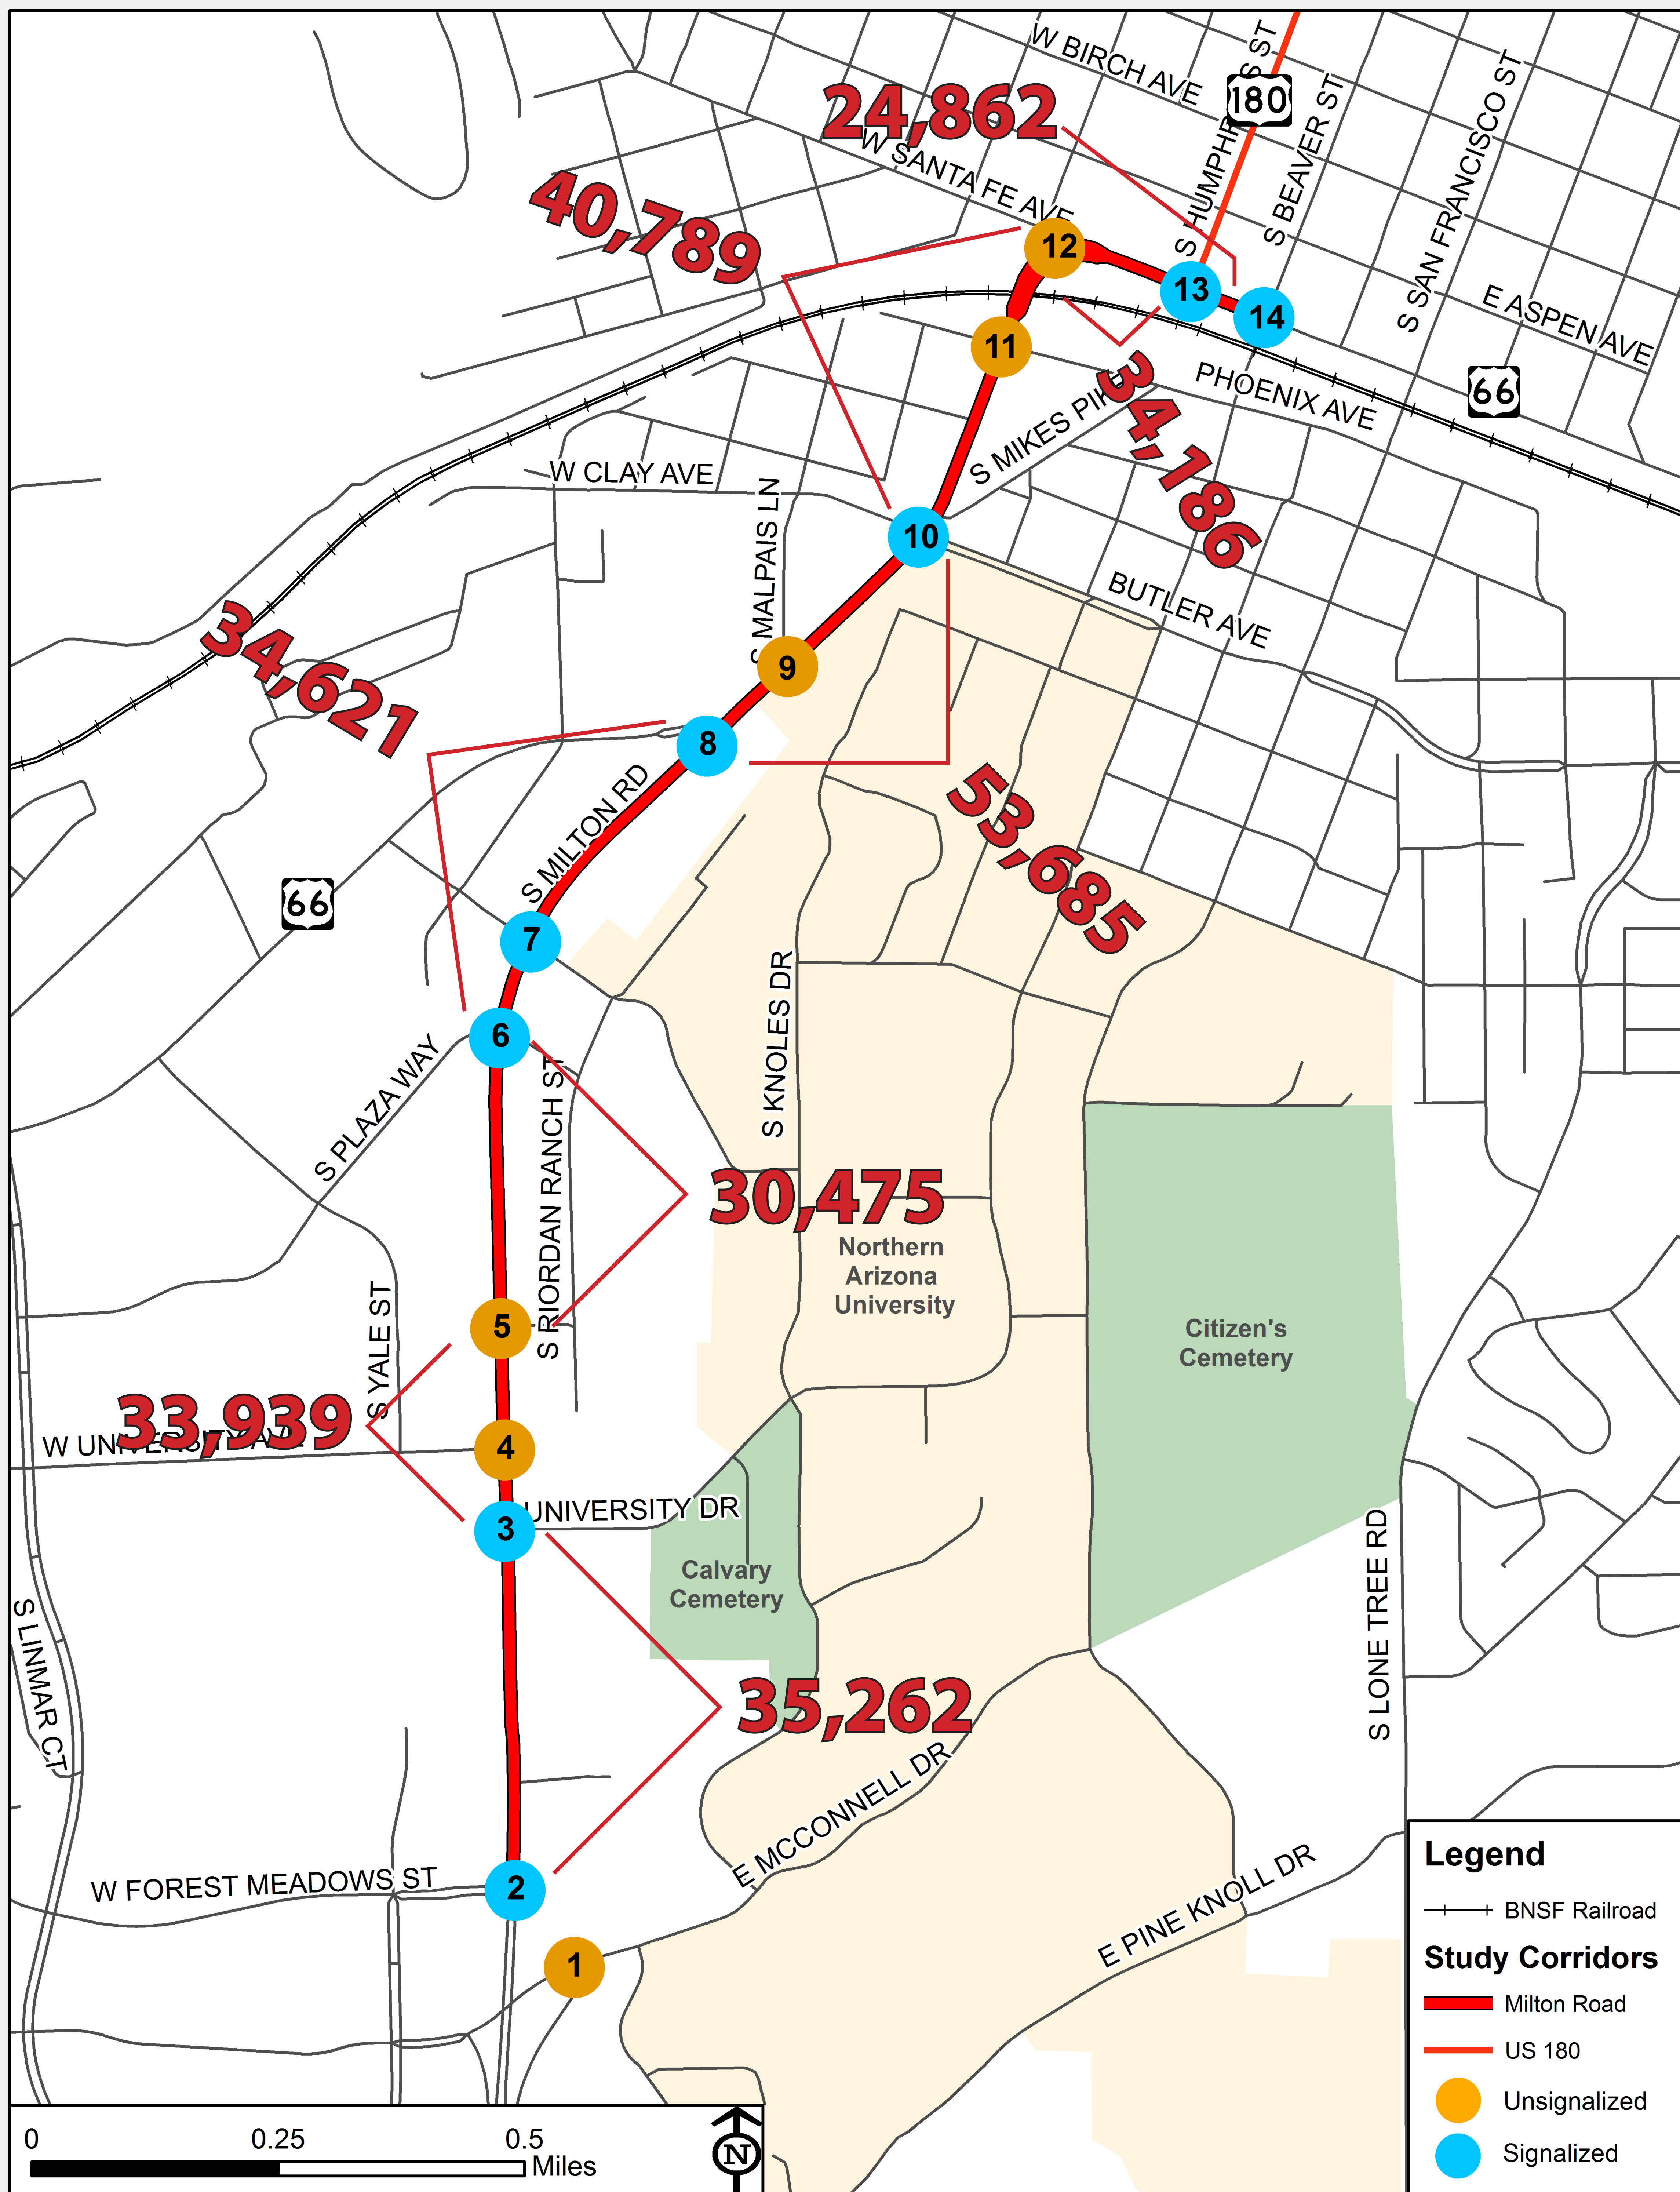 W BIRCH AVE
S HUMPHREYS ST
180
24,862
W SANTA FE AVE
S BEAVER ST
S SAN FRANCISCO ST
40,789
12
13
14
E ASPEN AVE
11
66
PHOENIX AVE
34,186
S MIKES PIKE
W CLAY AVE
S MALPAIS LN
10
BUTLER AVE
34,621
9
8
S MILTON RD
53,685
66
7
6
S PLAZA WAY
S KNOLES DR
S RIORDAN RANCH ST
30,475
Northern
Arizona
University
Citizen's
Cemetery
5
S YALE ST
33,939
W UNIVERSITY AVE
4
3
UNIVERSITY DR
Calvary
Cemetery
S LINMAR CT
S LONE TREE RD
35,262
E MCCONNELL DR
W FOREST MEADOWS ST
2
1
E PINE KNOLL DR
Legend
BNSF Railroad
Study Corridors
Milton Road
US 180
Unsignalized
Signalized
0 0.25 0.5
Miles
N